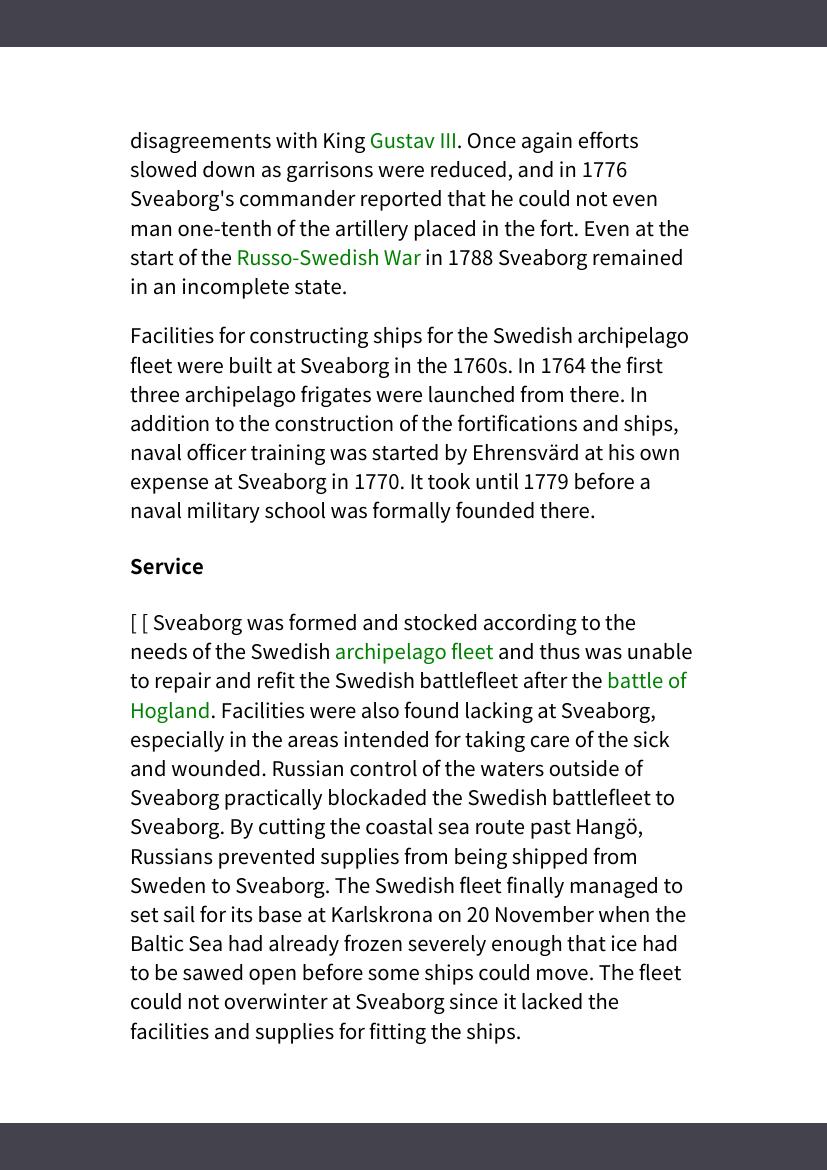 disagreements with King Gustav III. Once again efforts
slowed down as garrisons were reduced, and in 1776
Sveaborg's commander reported that he could not even
man one-tenth of the artillery placed in the fort. Even at the
start of the Russo-Swedish War in 1788 Sveaborg remained
in an incomplete state.
Facilities for constructing ships for the Swedish archipelago
fleet were built at Sveaborg in the 1760s. In 1764 the first
three archipelago frigates were launched from there. In
addition to the construction of the fortifications and ships,
naval officer training was started by Ehrensvärd at his own
expense at Sveaborg in 1770. It took until 1779 before a
naval military school was formally founded there.
Service
[ [ Sveaborg was formed and stocked according to the
needs of the Swedish archipelago fleet and thus was unable
to repair and refit the Swedish battlefleet after the battle of
Hogland. Facilities were also found lacking at Sveaborg,
especially in the areas intended for taking care of the sick
and wounded. Russian control of the waters outside of
Sveaborg practically blockaded the Swedish battlefleet to
Sveaborg. By cutting the coastal sea route past Hangö,
Russians prevented supplies from being shipped from
Sweden to Sveaborg. The Swedish fleet finally managed to
set sail for its base at Karlskrona on 20 November when the
Baltic Sea had already frozen severely enough that ice had
to be sawed open before some ships could move. The fleet
could not overwinter at Sveaborg since it lacked the
facilities and supplies for fitting the ships.